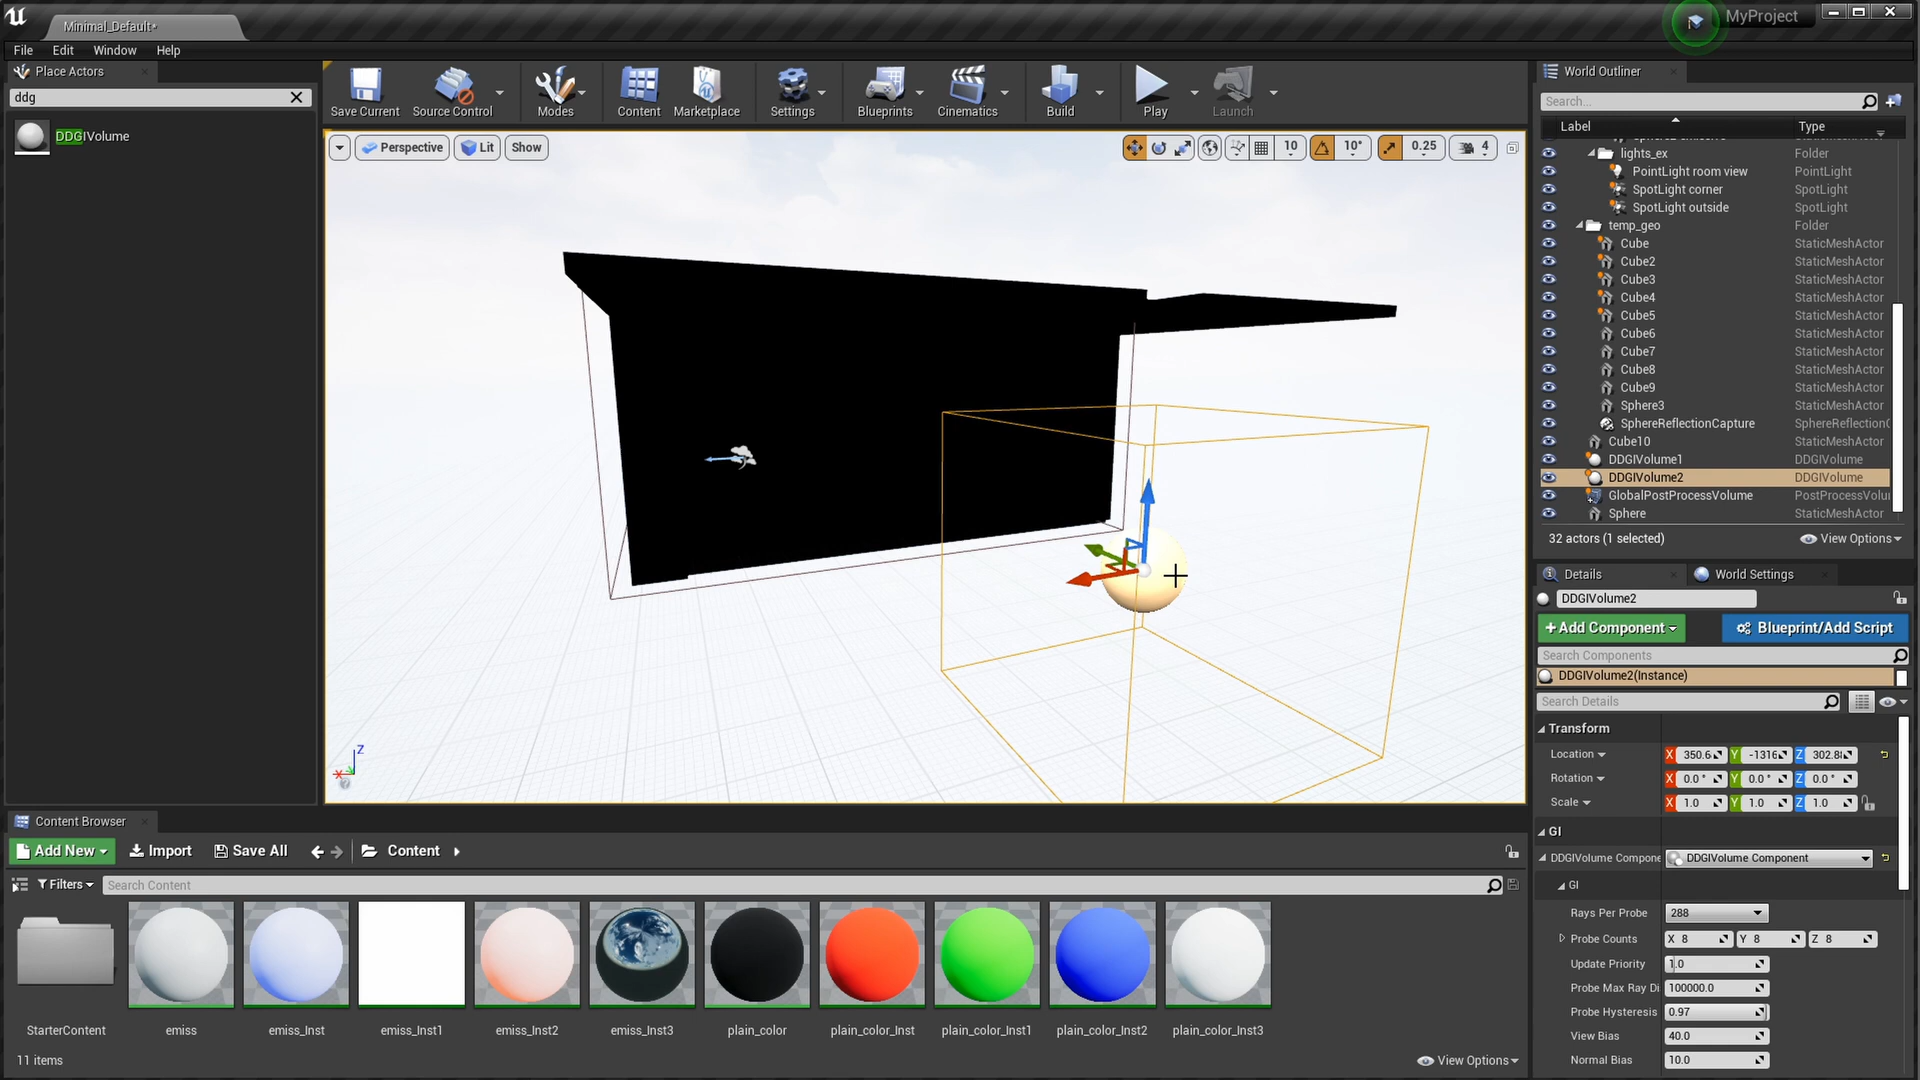 Minimal_Default*
MyProject
File Edit Window Help
Place Actors
ddg
DDGIVolume
Save Current
Source Control
Modes
Content
Marketplace
Settings
Blueprints
Cinematics
Build
Play
Launch
Perspective
Lit
Show
10
10°
0.25
4
Z
X
World Outliner
Search...
Label Type
lights_ex Folder
PointLight room view PointLight
SpotLight corner SpotLight
SpotLight outside SpotLight
temp_geo Folder
Cube StaticMeshActor
Cube2 StaticMeshActor
Cube3 StaticMeshActor
Cube4 StaticMeshActor
Cube5 StaticMeshActor
Cube6 StaticMeshActor
Cube7 StaticMeshActor
Cube8 StaticMeshActor
Cube9 StaticMeshActor
Sphere3 StaticMeshActor
SphereReflectionCapture SphereReflectionC
Cube10 StaticMeshActor
DDGIVolume1 DDGIVolume
DDGIVolume2 DDGIVolume
GlobalPostProcessVolume PostProcessVolu
Sphere StaticMeshActor
32 actors (1 selected)
View Options
Details
World Settings
DDGIVolume2
+Add Component
Blueprint/Add Script
Search Components
DDGIVolume2(Instance)
Search Details
Transform
Location X 350.6 Y -1316 Z 302.8
Rotation X 0.0° Y 0.0° Z 0.0°
Scale X 1.0 Y 1.0 Z 1.0
GI
DDGIVolume Compone DDGIVolume Component
GI
Rays Per Probe 288
Probe Counts X 8 Y 8 Z 8
Update Priority 1.0
Probe Max Ray Di 100000.0
Probe Hysteresis 0.97
View Bias 40.0
Normal Bias 10.0
Content Browser
Add New
Import
Save All
Content
Filters
Search Content
StarterContent
emiss
emiss_Inst
emiss_Inst1
emiss_Inst2
emiss_Inst3
plain_color
plain_color_Inst
plain_color_Inst1
plain_color_Inst2
plain_color_Inst3
11 items
View Options